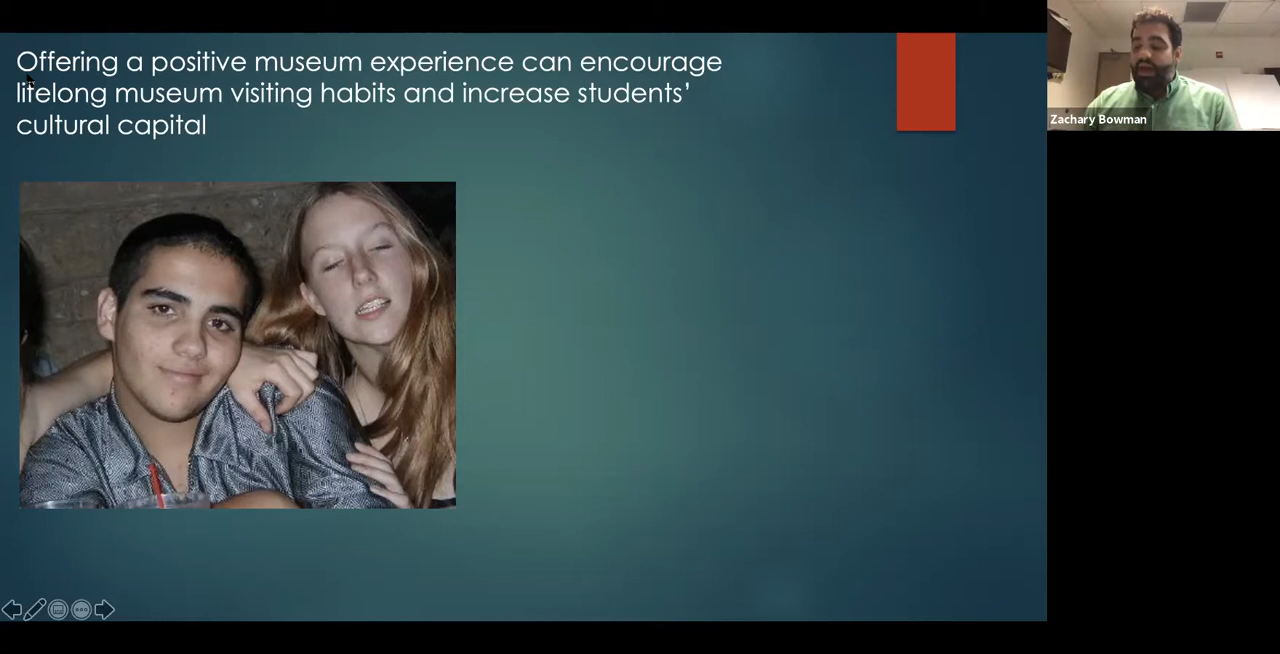 Offering a positive museum experience can encourage
lifelong museum visiting habits and increase students’
cultural capital
Zachary Bowman